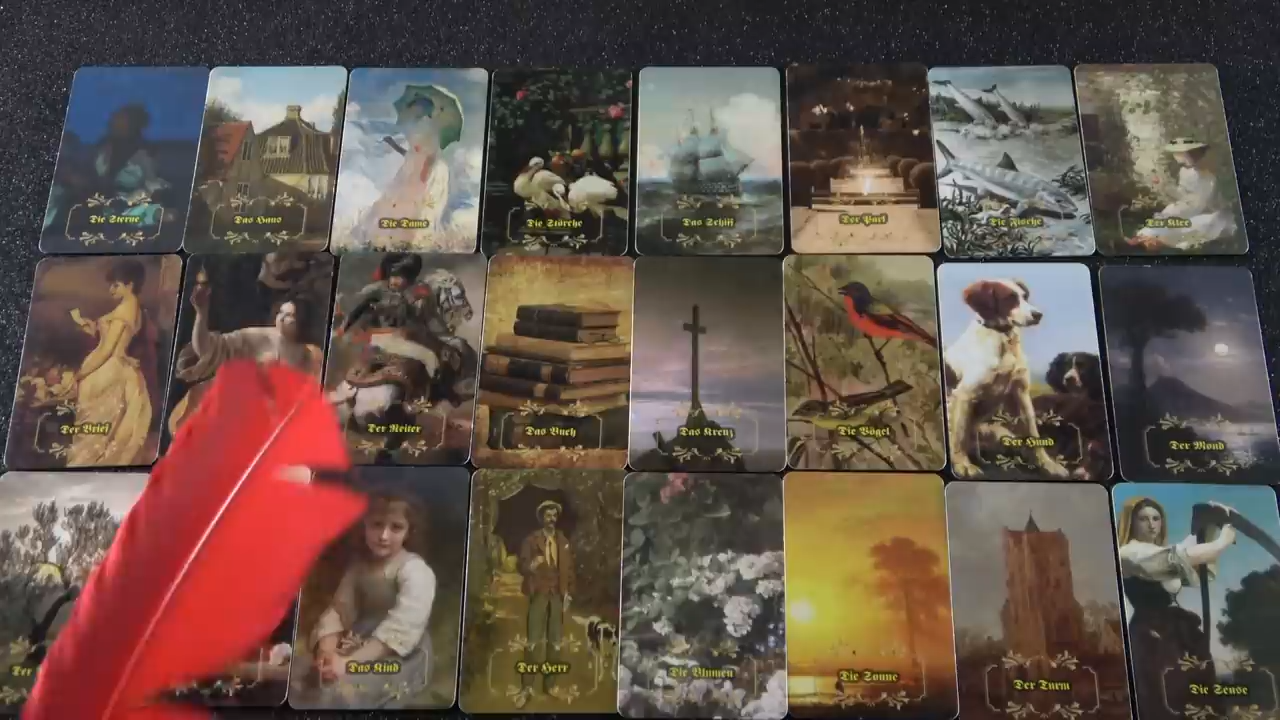 Die Sterne
Das Haus
Die Dame
Die Störche
Das Schiff
Der Park
Die Fische
Der Klee
Der Brief
Der Reiter
Das Buch
Das Kreuz
Die Vögel
Der Hund
Der Mond
Der
Das Kind
Der Herr
Die Blumen
Die Sonne
Der Turm
Die Sense